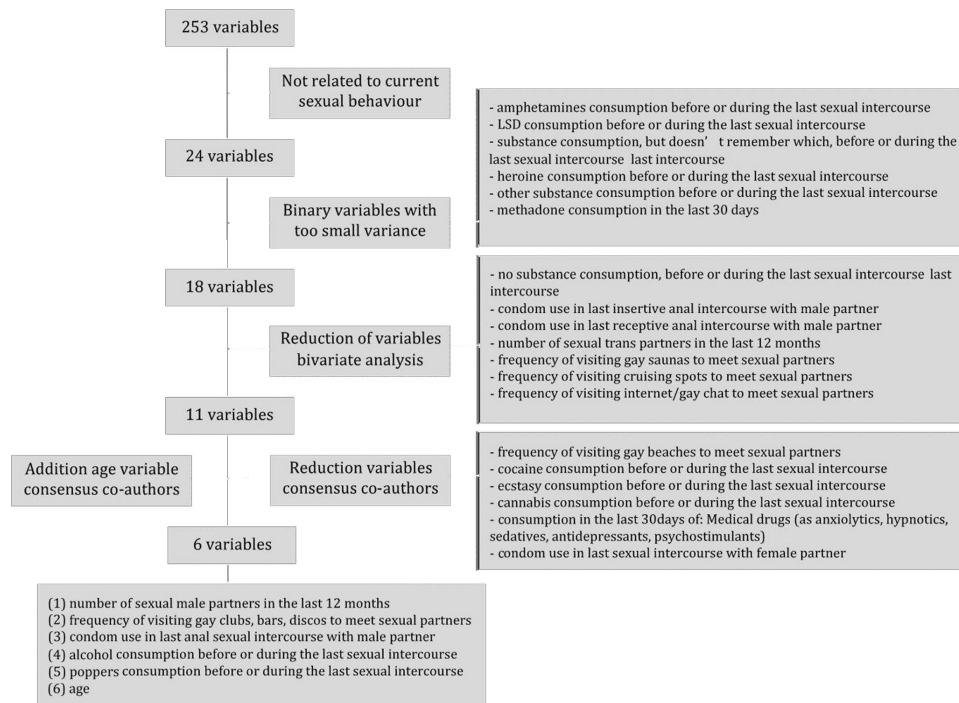 253 variables
Not related to current
sexual behaviour
- amphetamines consumption before or during the last sexual intercourse
- LSD consumption before or during the last sexual intercourse
- substance consumption, but doesn' t remember which, before or during the
last sexual intercourse last intercourse
- heroine consumption before or during the last sexual intercourse
- other substance consumption before or during the last sexual intercourse
- methadone consumption in the last 30 days
24 variables
Binary variables with
too small variance
18 variables
- no substance consumption, before or during the last sexual intercourse last
intercourse
- condom use in last insertive anal intercourse with male partner
- condom use in last receptive anal intercourse with male partner
- number of sexual trans partners in the last 12 months
- frequency of visiting gay saunas to meet sexual partners
- frequency of visiting cruising spots to meet sexual partners
- frequency of visiting internet/gay chat to meet sexual partners
Reduction of variables
bivariate analysis
11 variables
Addition age variable
consensus co-authors
Reduction variables
consensus co-authors
- frequency of visiting gay beaches to meet sexual partners
- cocaine consumption before or during the last sexual intercourse
- ecstasy consumption before or during the last sexual intercourse
- cannabis consumption before or during the last sexual intercourse
- consumption in the last 30days of: Medical drugs (as anxiolytics, hypnotics,
sedatives, antidepressants, psychostimulants)
- condom use in last sexual intercourse with female partner
6 variables
(1) number of sexual male partners in the last 12 months
(2) frequency of visiting gay clubs, bars, discos to meet sexual partners
(3) condom use in last anal sexual intercourse with male partner
(4) alcohol consumption before or during the last sexual intercourse
(5) poppers consumption before or during the last sexual intercourse
(6) age